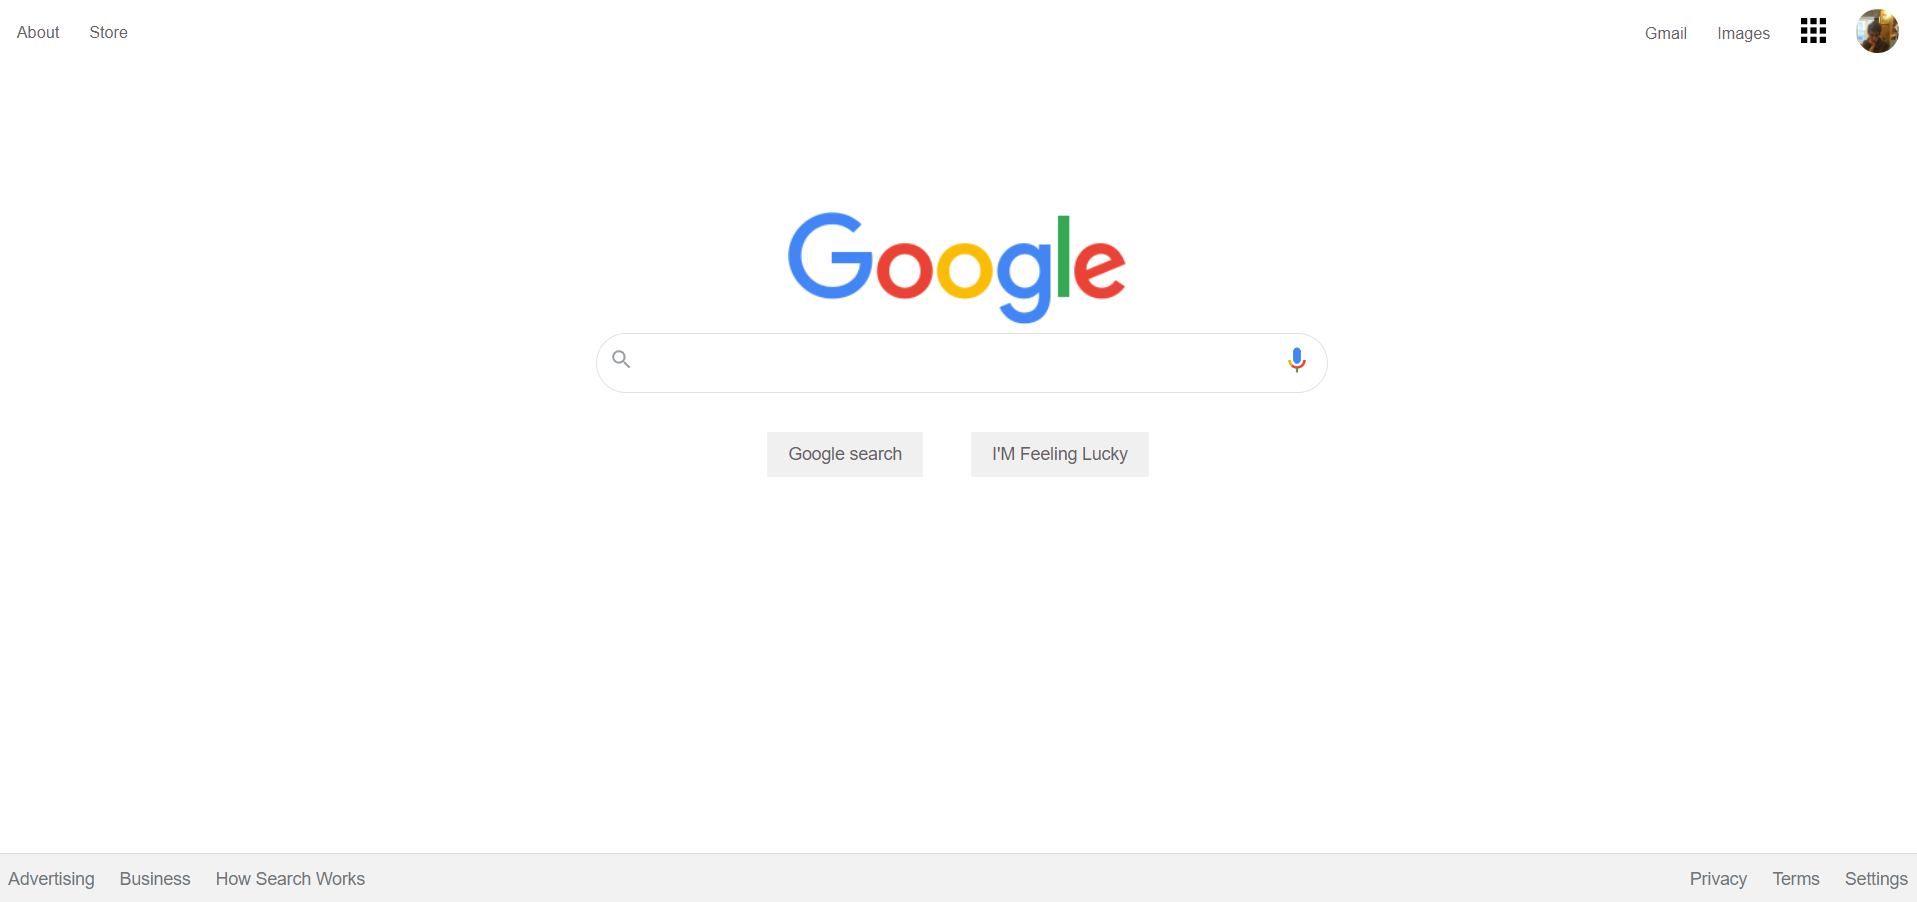 About Store Gmail Images
Google
Google search I'M Feeling Lucky
Advertising Business How Search Works Privacy Terms Settings